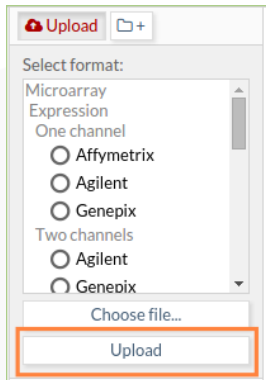 Upload +
Select format:
Microarray
Expression
One channel
Affymetrix
Agilent
Genepix
Two channels
Agilent
Genepix
Choose file...
Upload